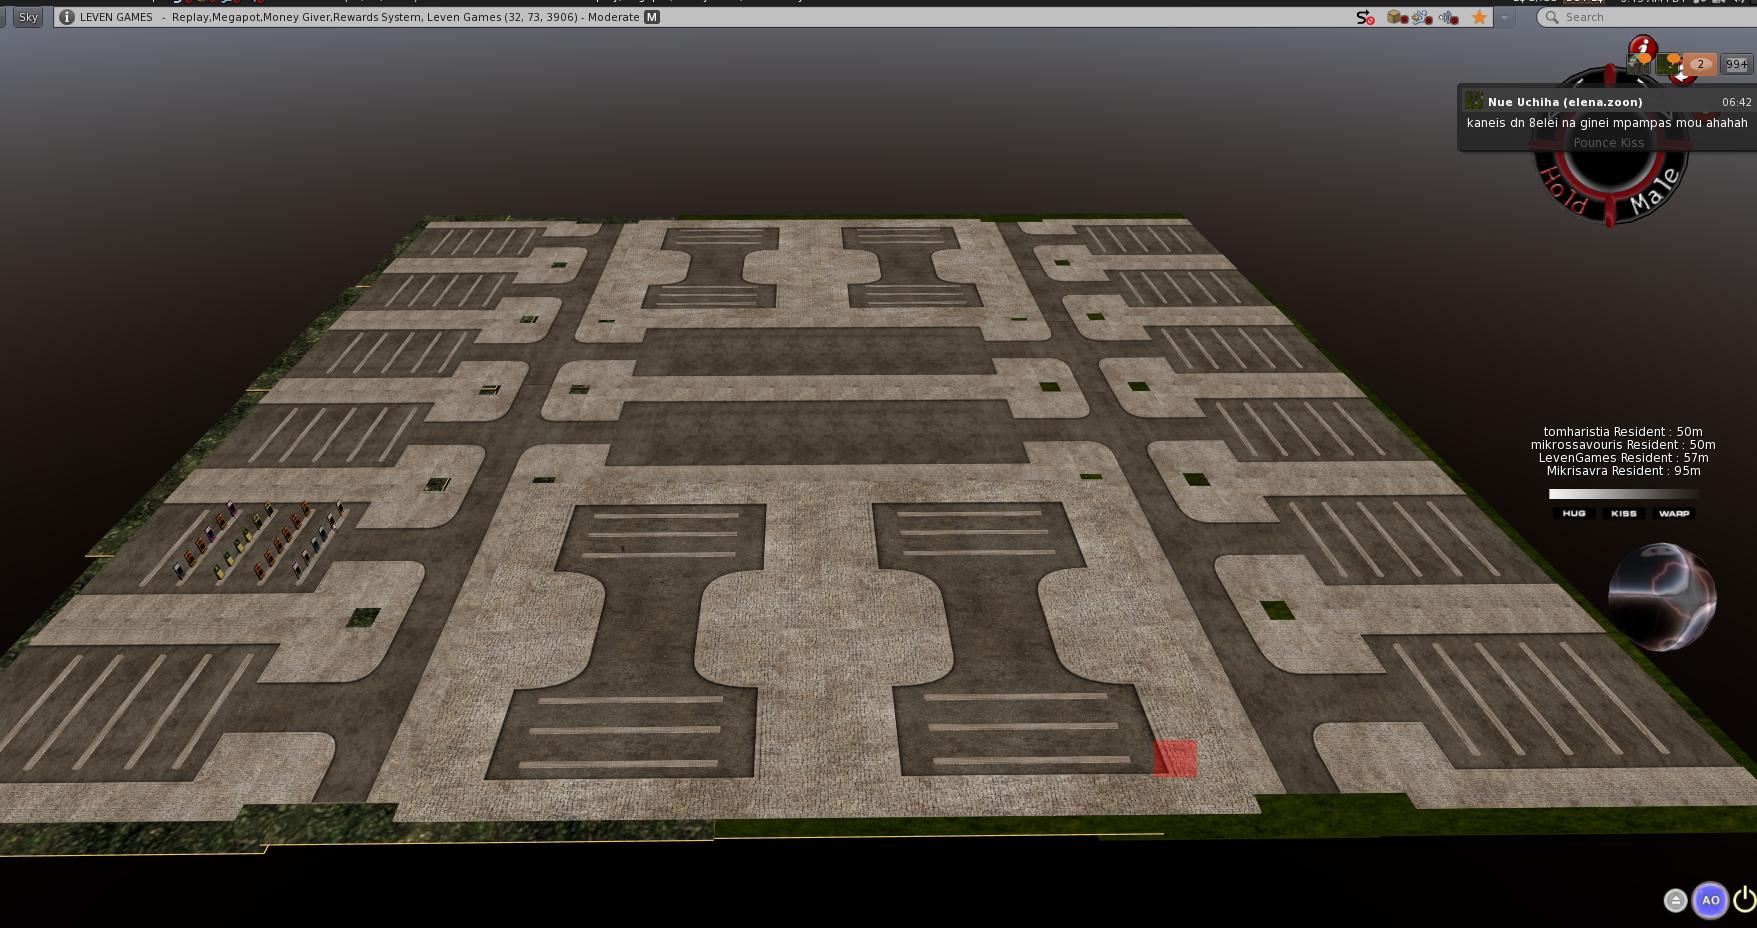 Sky
LEVEN GAMES - Replay,Megapot,Money Giver,Rewards System, Leven Games (32, 73, 3906) - Moderate M
Search
2
99+
Nue Uchiha (elena.zoon)
06:42
kaneis dn 8elei na ginei mpampas mou ahahah
Pounce Kiss
Hold
Male
tomharistia Resident : 50m
mikrossavouris Resident : 50m
LevenGames Resident : 57m
Mikrisavra Resident : 95m
HUG KISS WARP
AO